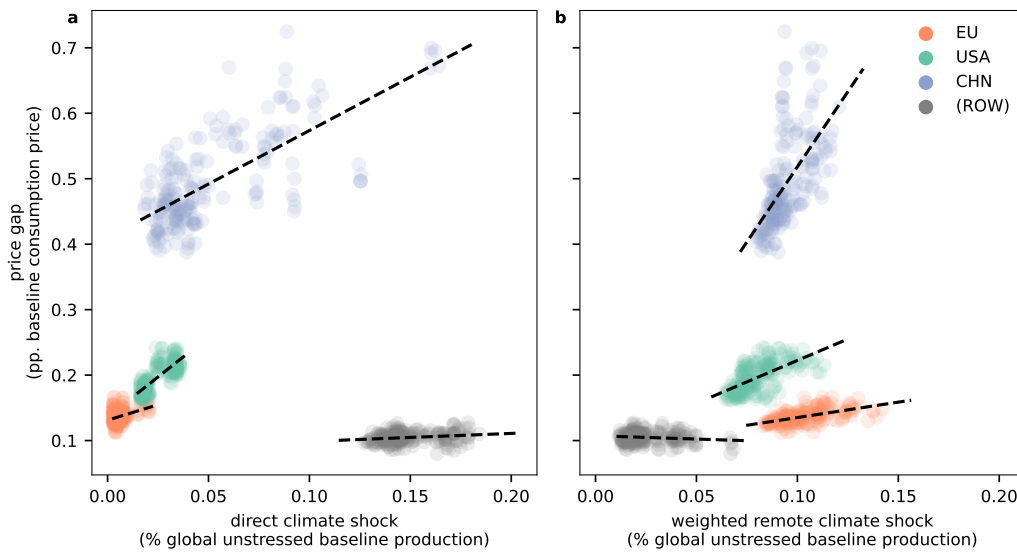 a
b
0.7
0.6
0.5
0.4
0.3
0.2
0.1
price gap
(pp. baseline consumption price)
0.00 0.05 0.10 0.15 0.20
direct climate shock
(% global unstressed baseline production)
EU
USA
CHN
(ROW)
0.00 0.05 0.10 0.15 0.20
weighted remote climate shock
(% global unstressed baseline production)